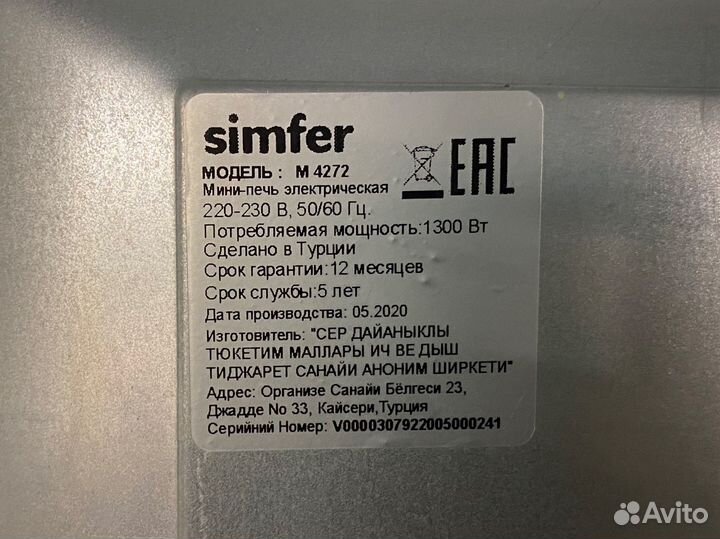 simfer
МОДЕЛЬ : M 4272
Мини-печь электрическая
EAC
220-230 В, 50/60 Гц.
Потребляемая мощность:1300 Вт
Сделано в Турции
Срок гарантии:12 месяцев
Срок службы:5 лет
Дата производства: 05.2020
Изготовитель: "СЕР ДАЙАНЫКЛЫ
ТЮКЕТИМ МАЛЛАРЫ ИЧ ВЕ ДЫШ
ТИДЖАРЕТ САНАЙИ АНОНИМ ШИРКЕТИ"
Адрес: Организе Санайи Бёлгеси 23,
Джадде No 33, Кайсери,Турция
Серийний Номер: V0000307922005000241
Avito